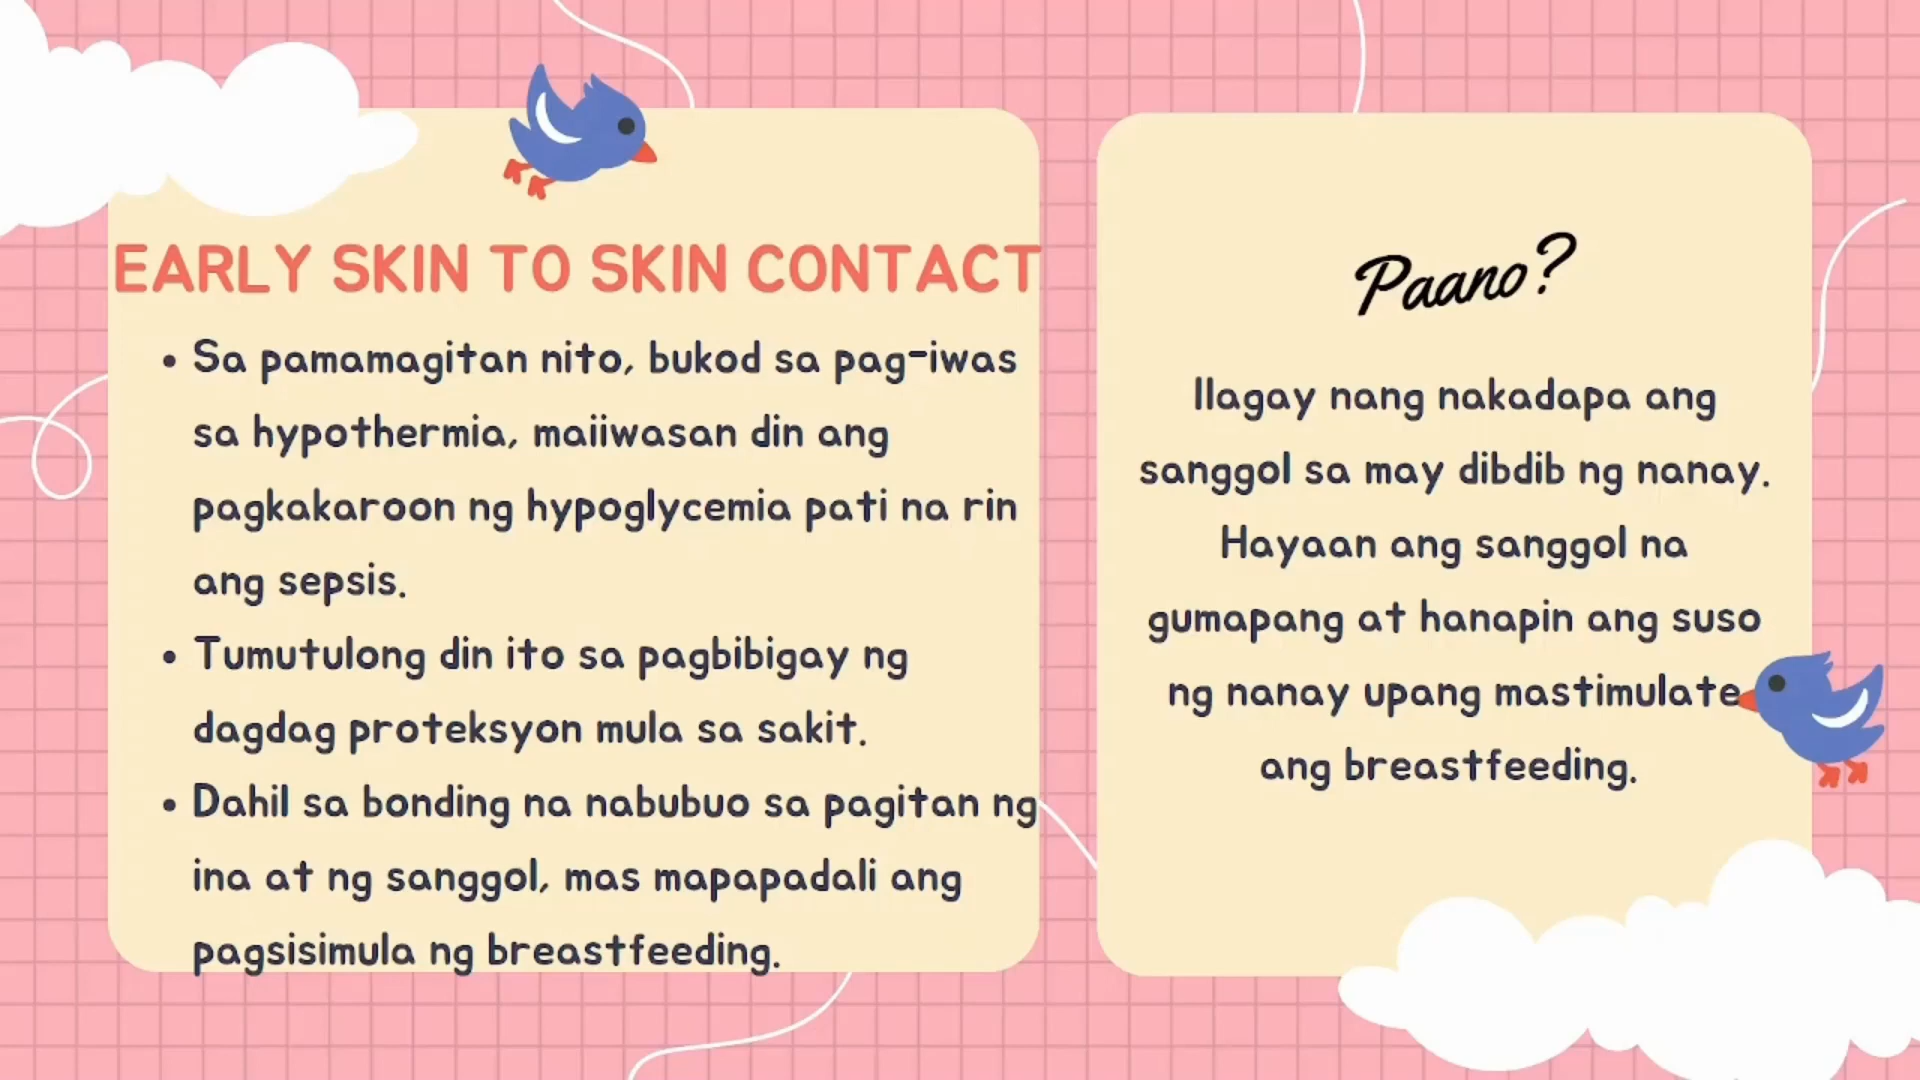 EARLY SKIN TO SKIN CONTACT
• Sa pamamagitan nito, bukod sa pag-iwas
sa hypothermia, maiiwasan din ang
pagkakaroon ng hypoglycemia pati na rin
ang sepsis.
• Tumutulong din ito sa pagbibigay ng
dagdag proteksyon mula sa sakit.
• Dahil sa bonding na nabubuo sa pagitan ng
ina at ng sanggol, mas mapapadali ang
pagsisimula ng breastfeeding.
Paano?
Ilagay nang nakadapa ang
sanggol sa may dibdib ng nanay.
Hayaan ang sanggol na
gumapang at hanapin ang suso
ng nanay upang mastimulate
ang breastfeeding.